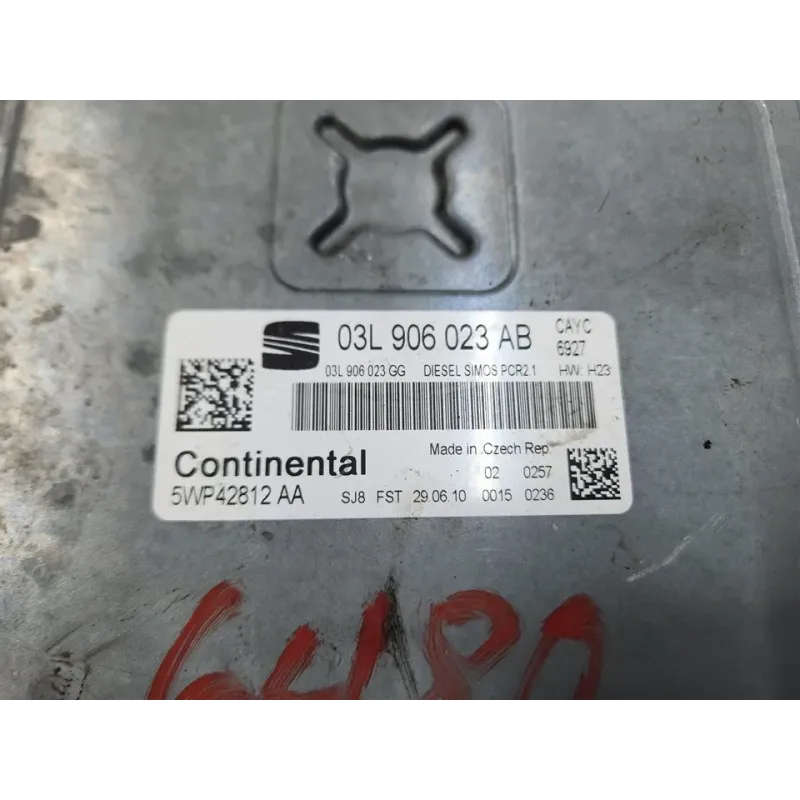 03L 906 023 AB CAYC
6927
03L 906 023 GG DIESEL SIMOS PCR2.1 HW: H23
Made in Czech Rep.
Continental 02 0257
5WP42812 AA SJ8 FST 29.06.10 0015 0236
6480